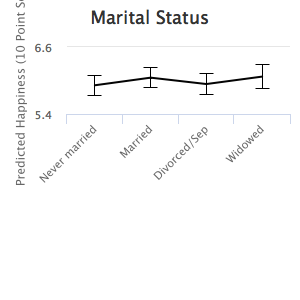 Marital Status
Predicted Happiness (10 Point
6.6
5.4
Never married
Married
Divorced/Sep
Widowed